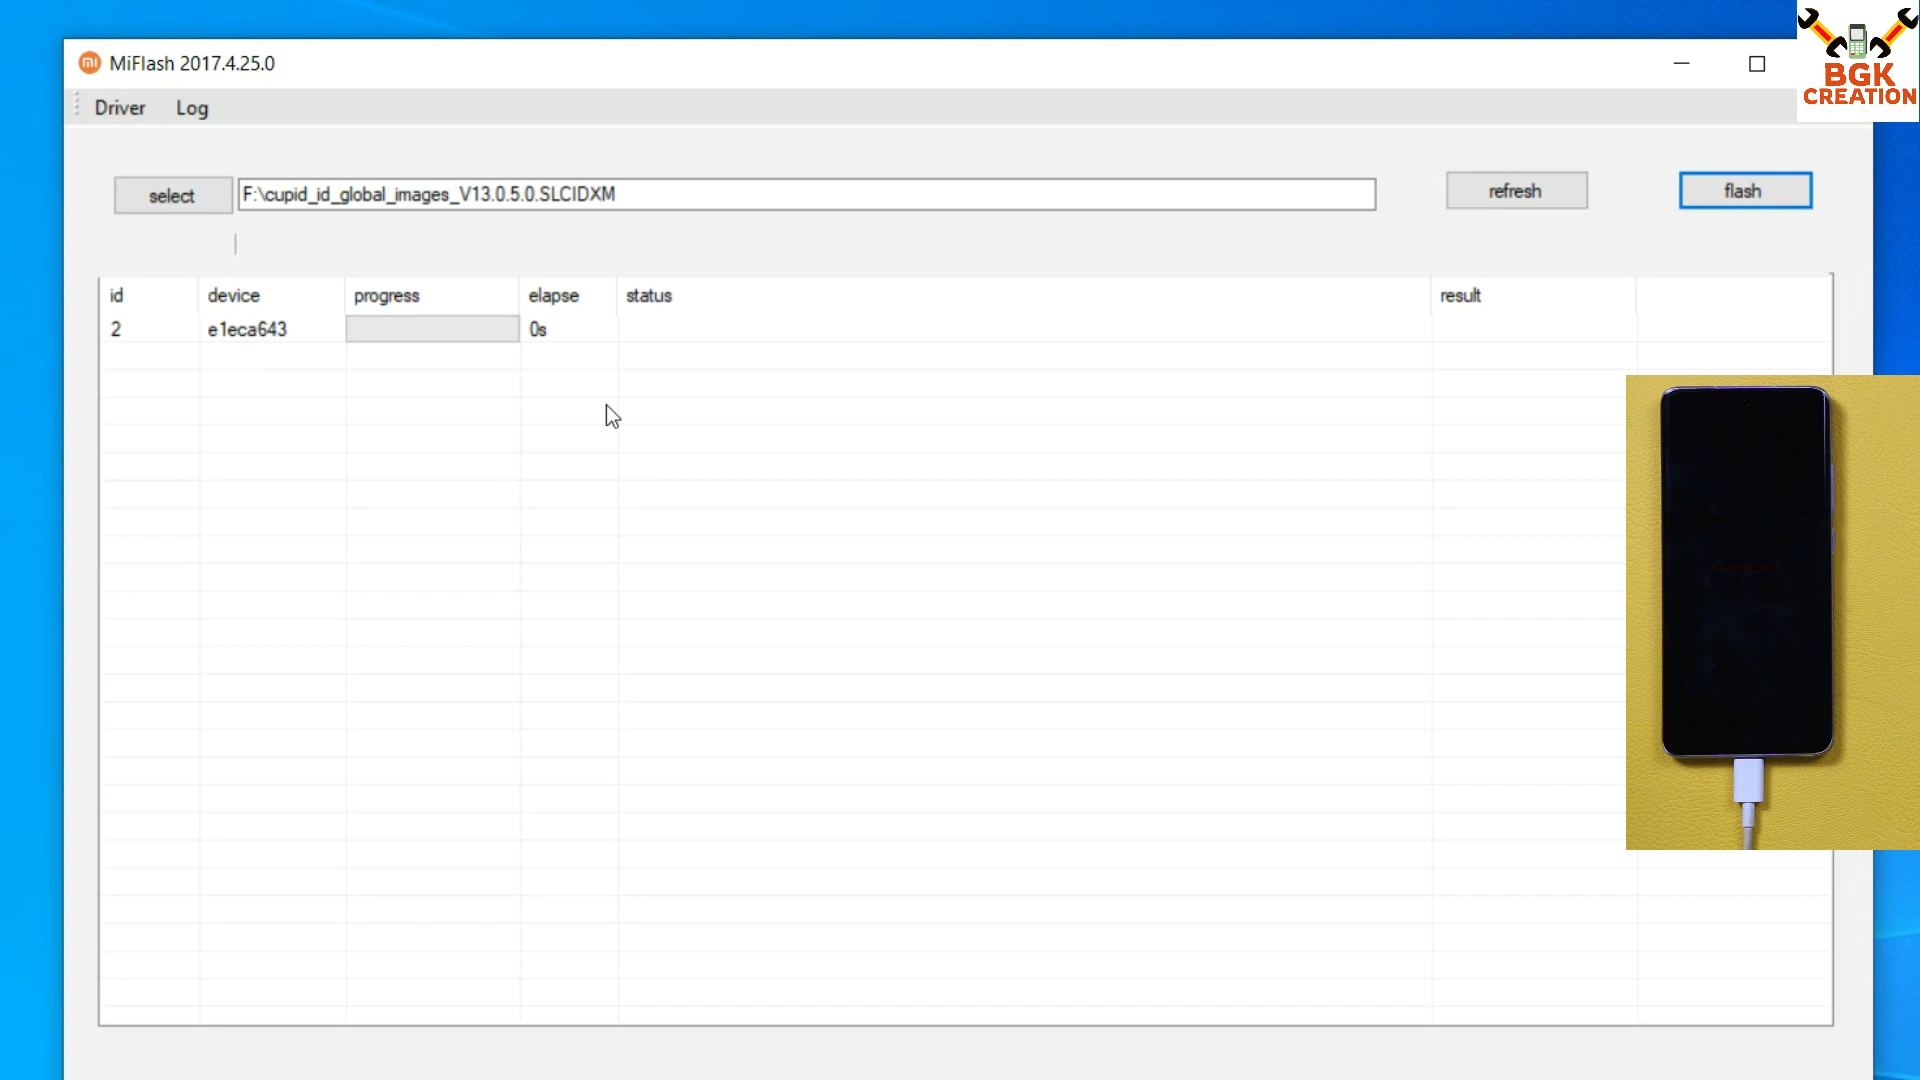 MiFlash 2017.4.25.0
Driver Log
select F:\cupid_id_global_images_V13.0.5.0.SLCIDXM refresh flash
id device progress elapse status result
2 e1eca643 0s
BGK
CREATION
FASTBOOT